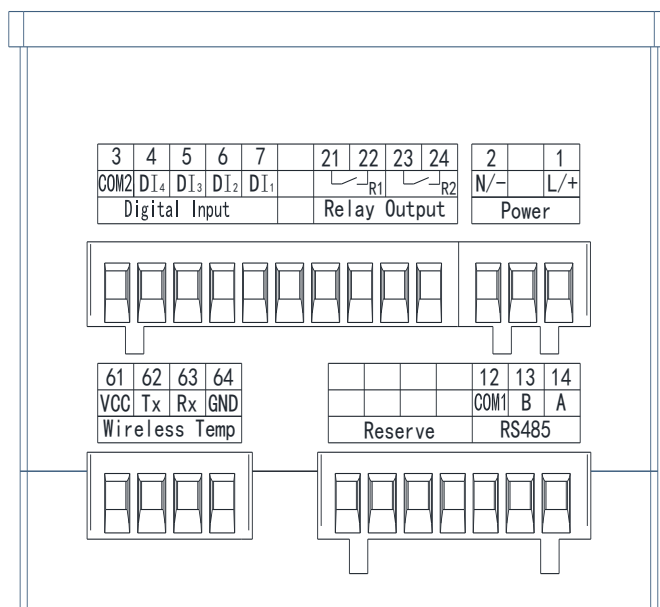 3 4 5 6 7 21 22 23 24 2 1
COM2 DI₄ DI₃ DI₂ DI₁ R1 R2 N/- L/+
Digital Input Relay Output Power
61 62 63 64 12 13 14
VCC Tx Rx GND COM1 B A
Wireless Temp Reserve RS485